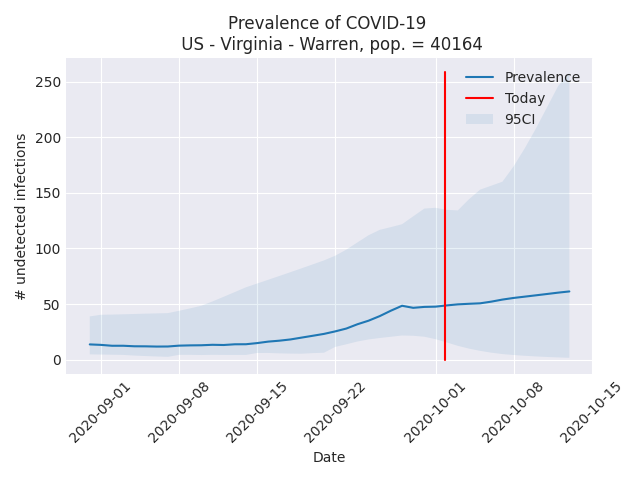 Prevalence of COVID-19
US - Virginia - Warren, pop. = 40164
Prevalence
Today
95CI
# undetected infections
250
200
150
100
50
0
2020-09-01
2020-09-08
2020-09-15
2020-09-22
2020-10-01
2020-10-08
2020-10-15
Date